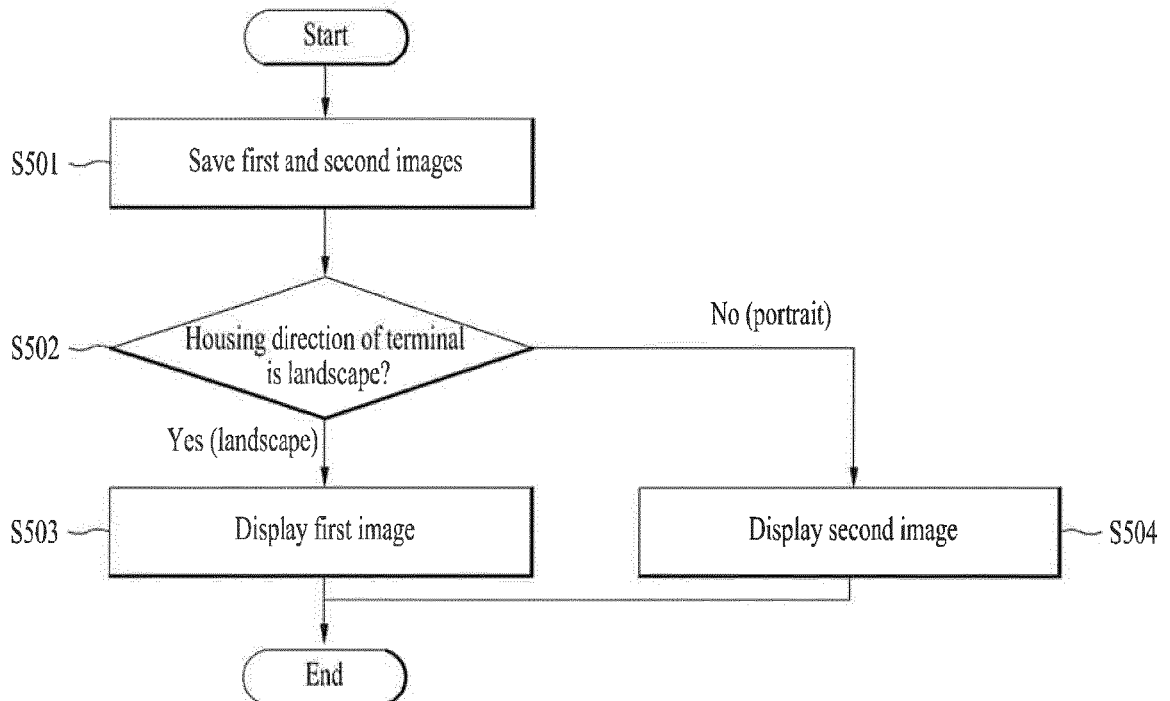 Start
S501
Save first and second images
No (portrait)
S502
Housing direction of terminal
is landscape?
Yes (landscape)
S503
Display first image
Display second image
S504
End